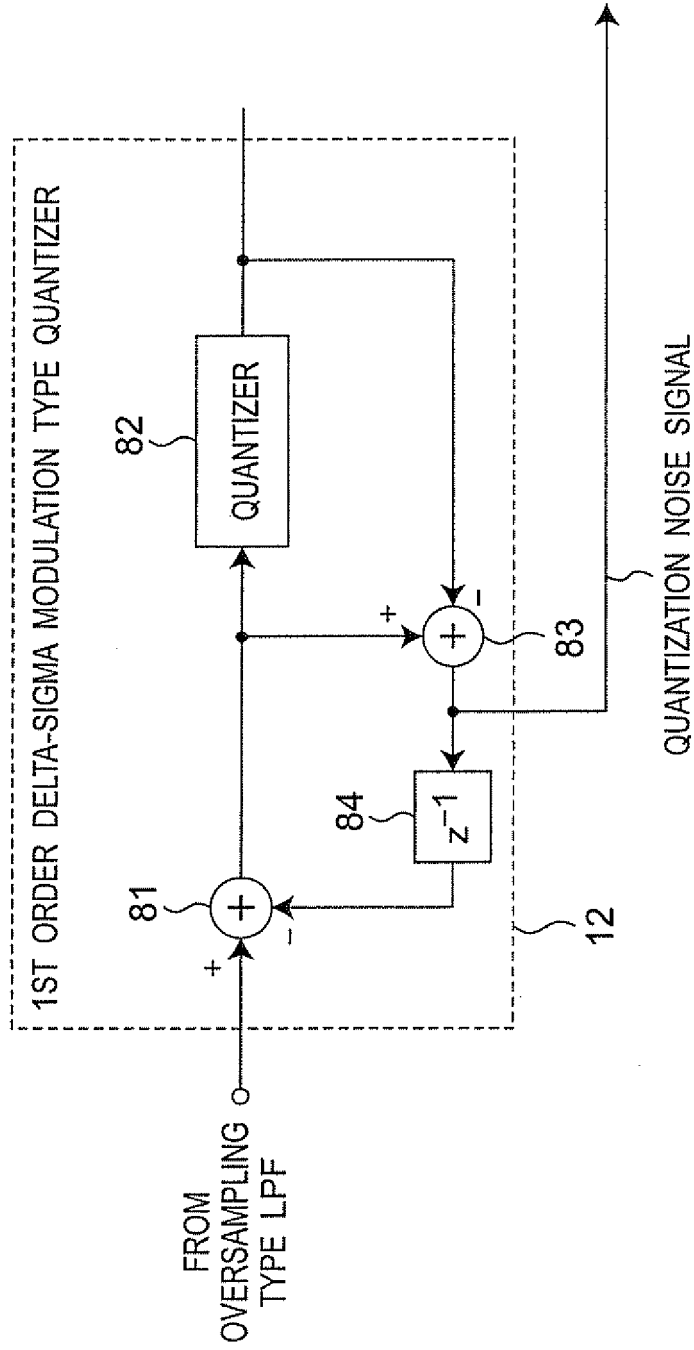 1ST ORDER DELTA-SIGMA MODULATION TYPE QUANTIZER
FROM
OVERSAMPLING
TYPE LPF
+
−
81
+
82
QUANTIZER
+
−
83
+
84
z⁻¹
12
QUANTIZATION NOISE SIGNAL